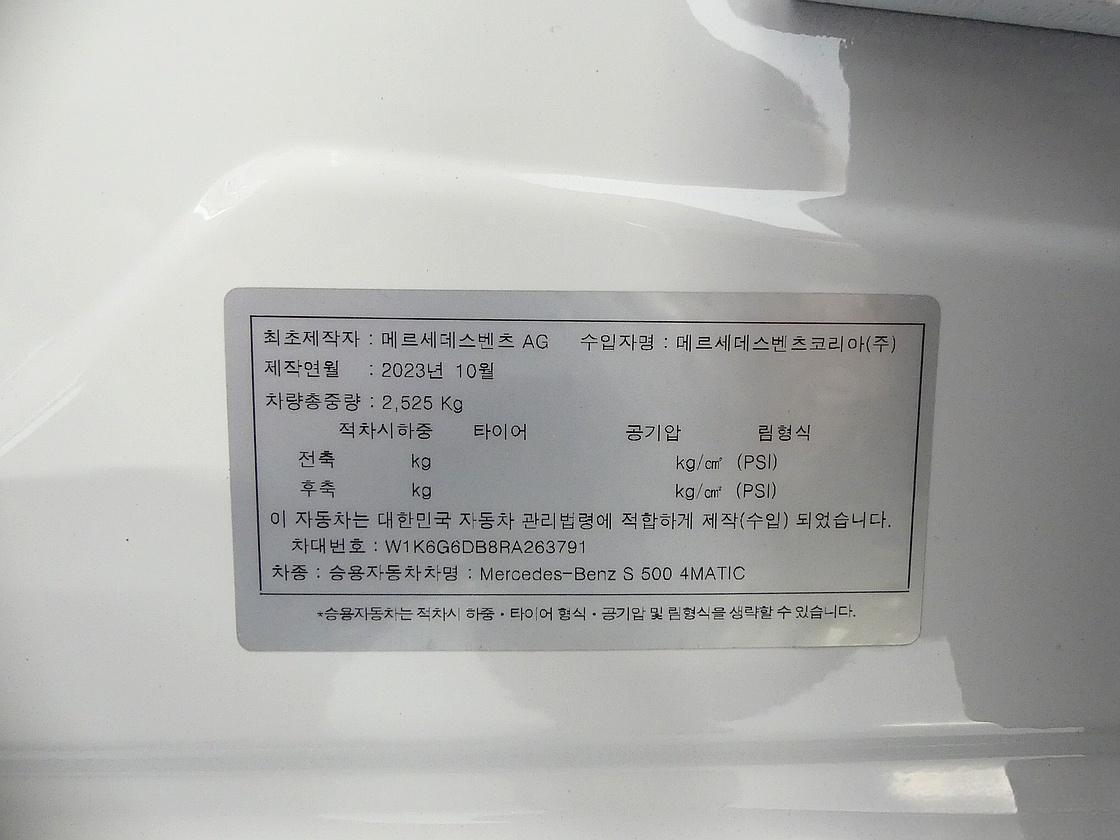 최초제작자 : 메르세데스벤츠 AG 수입자명 : 메르세데스벤츠코리아(주)
제작연월 : 2023년 10월
차량총중량 : 2,525 Kg
적차시하중 타이어 공기압 림형식
전축 kg kg/㎠ (PSI)
후축 kg kg/㎠ (PSI)
이 자동차는 대한민국 자동차 관리법령에 적합하게 제작(수입) 되었습니다.
차대번호 : W1K6G6DB8RA263791
차종 : 승용자동차차명 : Mercedes-Benz S 500 4MATIC
*승용자동차는 적차시 하중・타이어 형식・공기압 및 림형식을 생략할 수 있습니다.